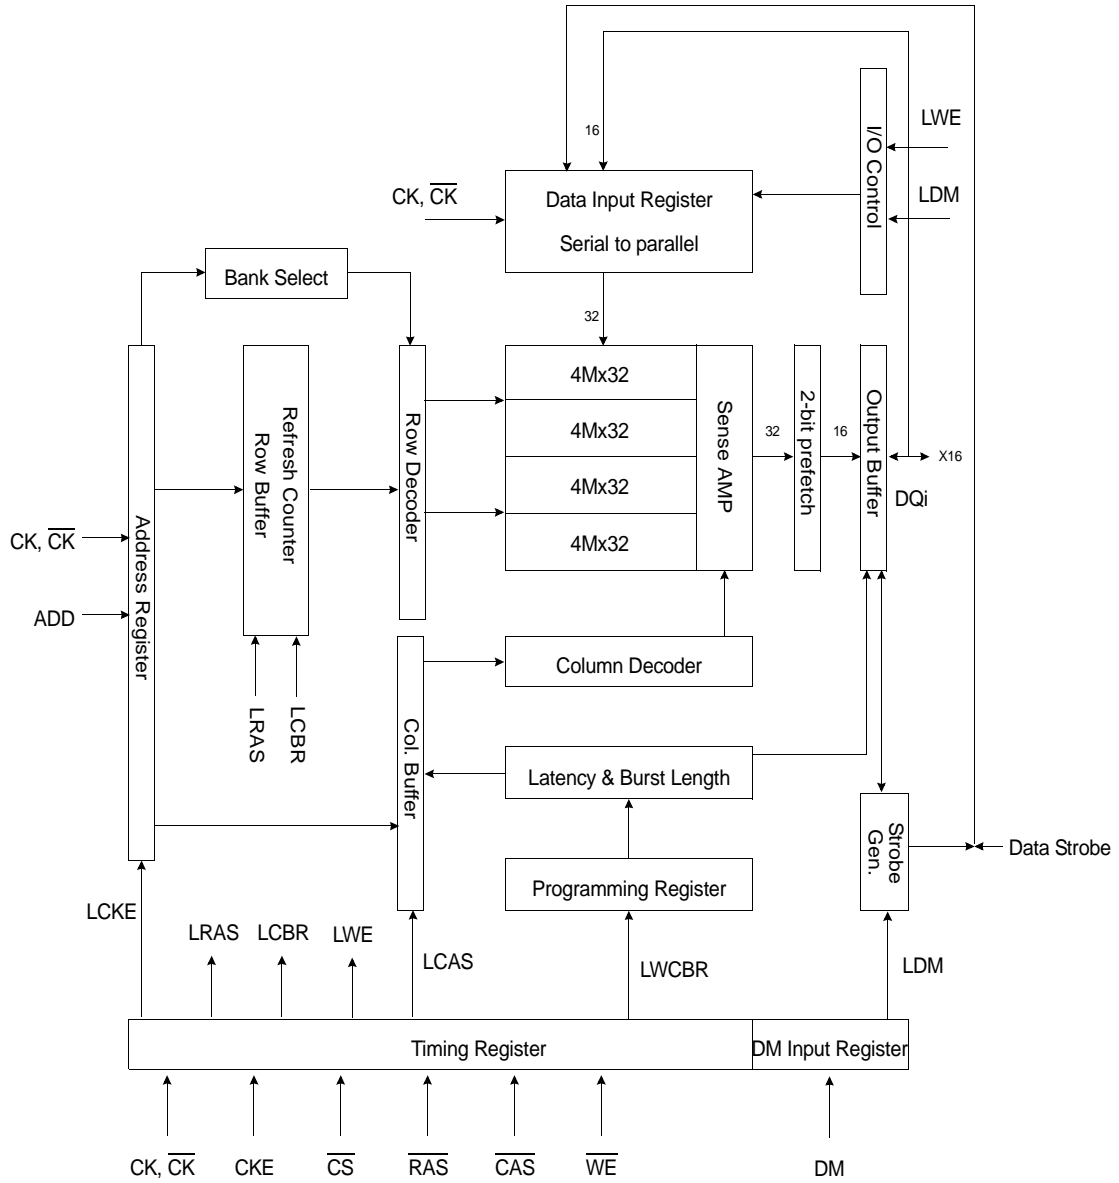 16
LWE
I/O Control
CK, CK
Data Input Register
Serial to parallel
LDM
Bank Select
32
4Mx32
4Mx32
4Mx32
4Mx32
Sense AMP
32
2-bit prefetch
16
Output Buffer
X16
DQi
Row Decoder
Refresh Counter
Row Buffer
Address Register
CK, CK
ADD
LRAS
LCBR
Col. Buffer
Column Decoder
Latency & Burst Length
Programming Register
Strobe
Gen.
Data Strobe
LCKE
LRAS
LCBR
LWE
LCAS
LWCBR
LDM
Timing Register
DM Input Register
CK, CK
CKE
CS
RAS
CAS
WE
DM